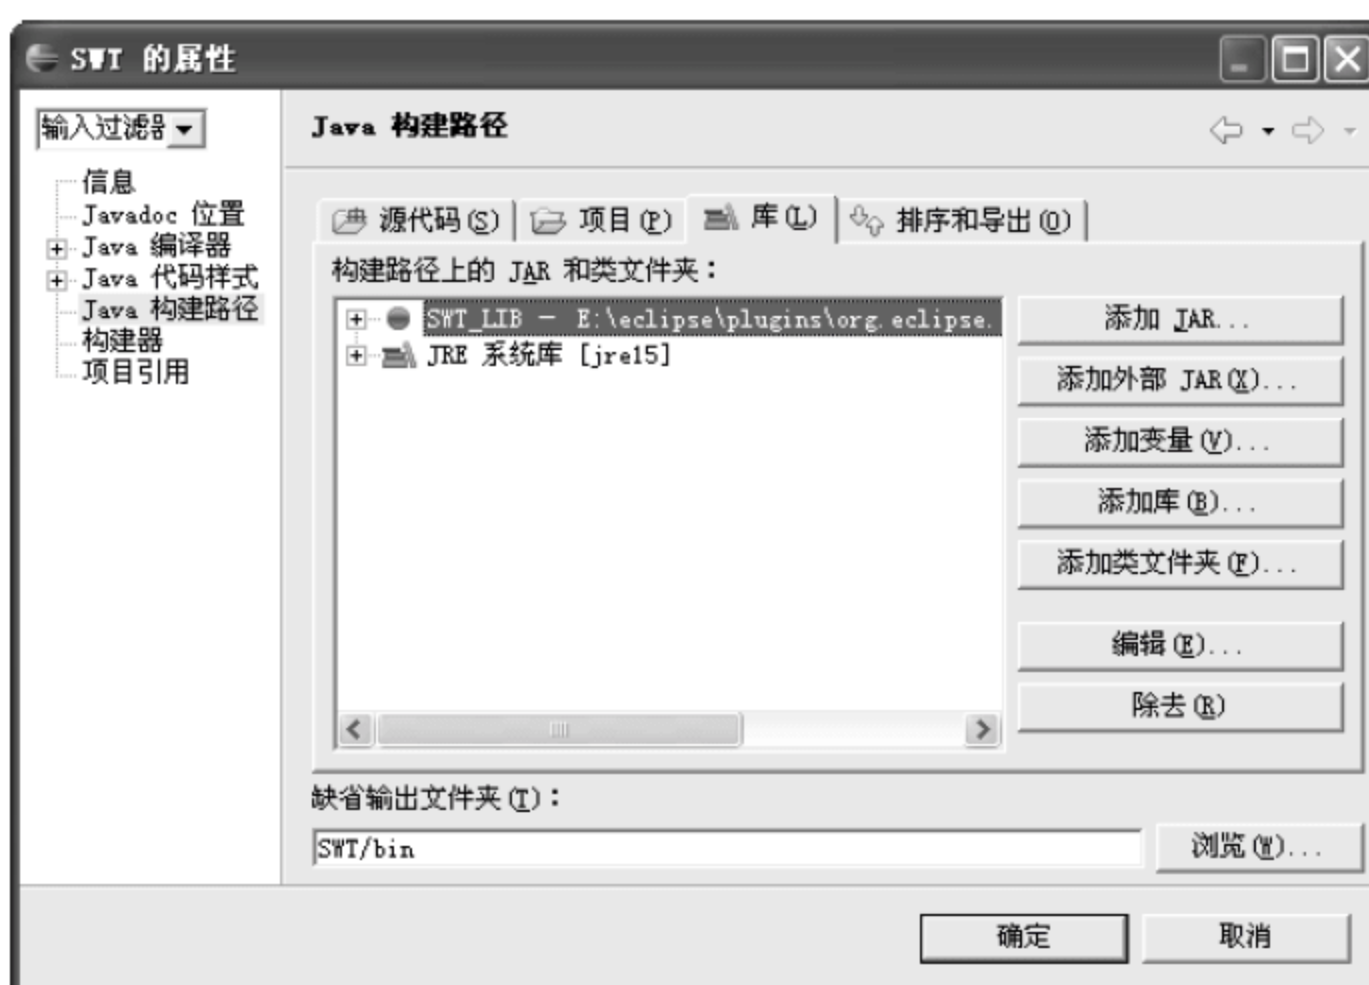 SWT 的属性
输入过滤器
Java 构建路径
信息
Javadoc 位置
Java 编译器
Java 代码样式
Java 构建路径
构建器
项目引用
源代码(S) 项目(P) 库(L) 排序和导出(O)
构建路径上的 JAR 和类文件夹：
SWT_LIB - E:\eclipse\plugins\org.eclipse.
JRE 系统库 [jre15]
添加 JAR...
添加外部 JAR(X)...
添加变量(V)...
添加库(B)...
添加类文件夹(F)...
编辑(E)...
除去(R)
缺省输出文件夹(T)：
SWT/bin
浏览(W)...
确定
取消